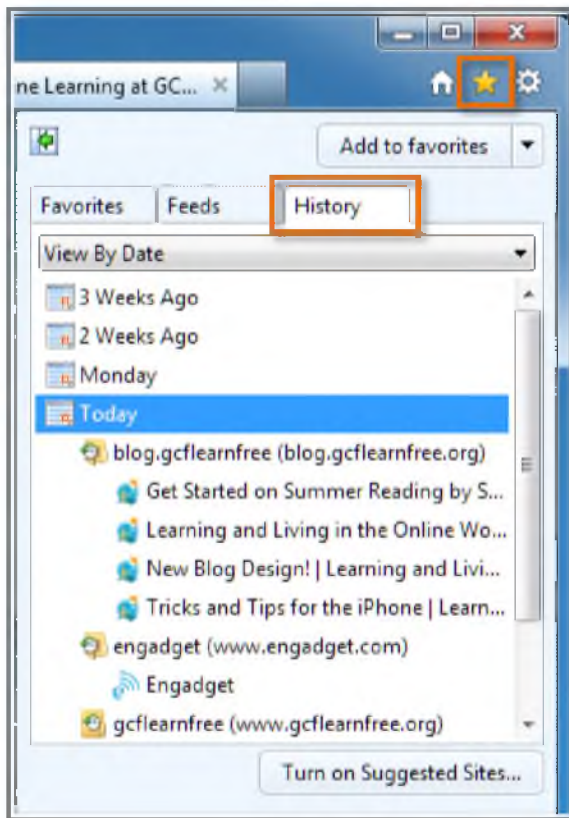 ne Learning at GC...
Add to favorites
Favorites Feeds History
View By Date
3 Weeks Ago
2 Weeks Ago
Monday
Today
blog.gcflearnfree (blog.gcflearnfree.org)
Get Started on Summer Reading by S...
Learning and Living in the Online Wo...
New Blog Design! | Learning and Livi...
Tricks and Tips for the iPhone | Learn...
engadget (www.engadget.com)
Engadget
gcflearnfree (www.gcflearnfree.org)
Turn on Suggested Sites...